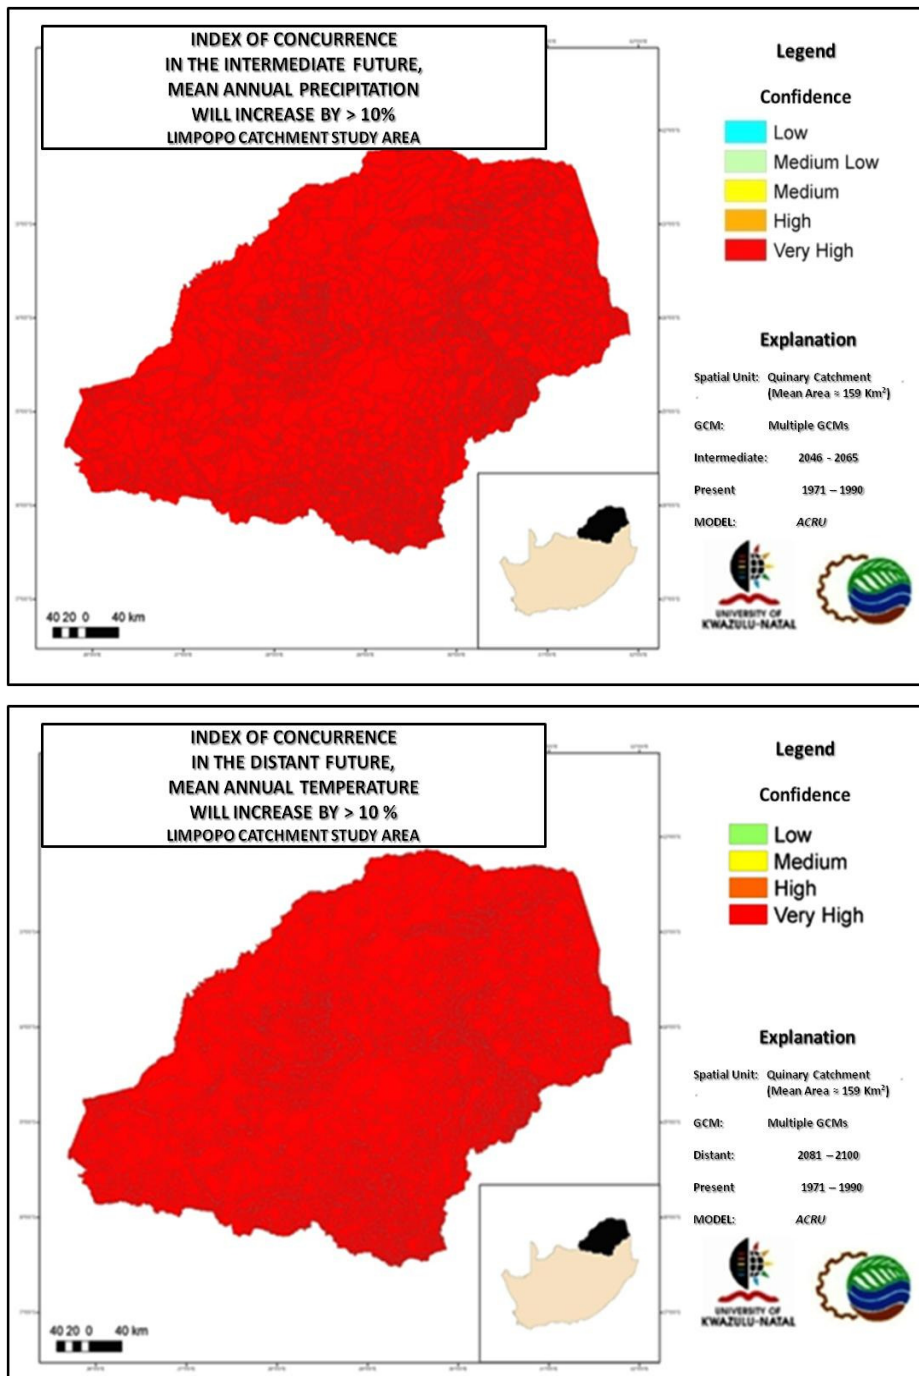 INDEX OF CONCURRENCE
IN THE INTERMEDIATE FUTURE,
MEAN ANNUAL PRECIPITATION
WILL INCREASE BY > 10%
LIMPOPO CATCHMENT STUDY AREA
Legend
Confidence
Low
Medium Low
Medium
High
Very High
Explanation
Spatial Unit: Quinary Catchment
(Mean Area ≈ 159 Km²)
GCM: Multiple GCMs
Intermediate: 2046 - 2065
Present 1971 – 1990
MODEL: ACRU
UNIVERSITY OF
KWAZULU-NATAL
40 20 0 40 km
INDEX OF CONCURRENCE
IN THE DISTANT FUTURE,
MEAN ANNUAL TEMPERATURE
WILL INCREASE BY > 10 %
LIMPOPO CATCHMENT STUDY AREA
Legend
Confidence
Low
Medium
High
Very High
Explanation
Spatial Unit: Quinary Catchment
(Mean Area ≈ 159 Km²)
GCM: Multiple GCMs
Distant: 2081 – 2100
Present 1971 – 1990
MODEL: ACRU
UNIVERSITY OF
KWAZULU-NATAL
40 20 0 40 km